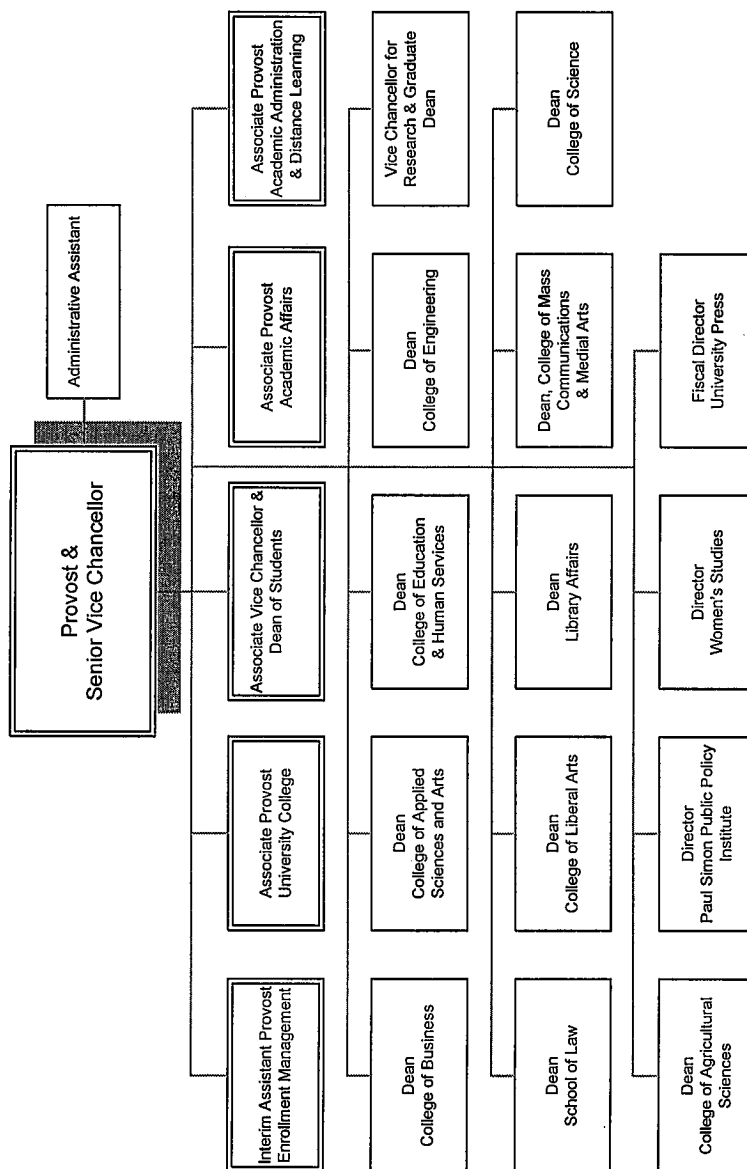 Provost &
Senior Vice Chancellor
Administrative Assistant
Interim Assistant Provost
Enrollment Management
Associate Provost
University College
Associate Vice Chancellor &
Dean of Students
Associate Provost
Academic Affairs
Associate Provost
Academic Administration
& Distance Learning
Dean
College of Business
Dean
College of Applied
Sciences and Arts
Dean
College of Education
& Human Services
Dean
College of Engineering
Vice Chancellor for
Research & Graduate
Dean
Dean
School of Law
Dean
College of Liberal Arts
Dean
Library Affairs
Dean, College of Mass
Communications
& Medial Arts
Dean
College of Science
Dean
College of Agricultural
Sciences
Director
Paul Simon Public Policy
Institute
Director
Women's Studies
Fiscal Director
University Press